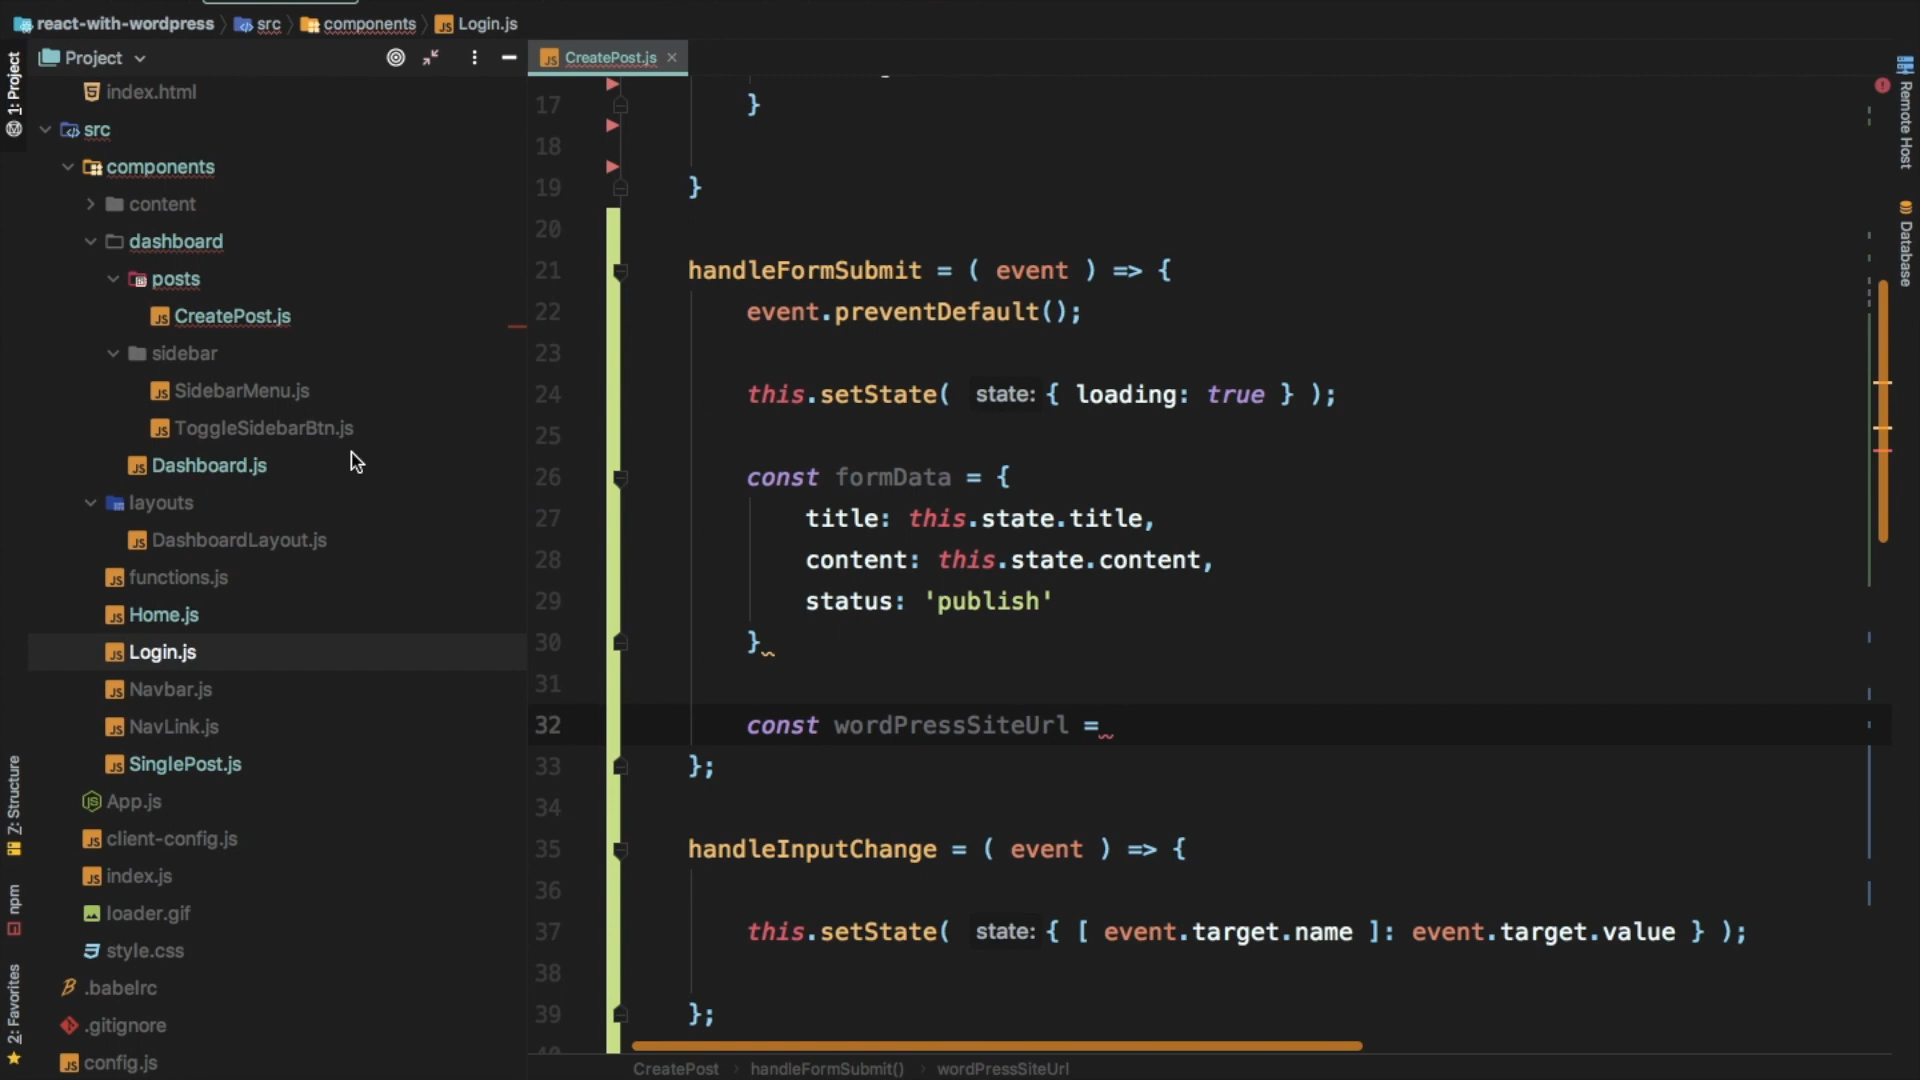 react-with-wordpress src components Login.js
Project
CreatePost.js
index.html
src
components
content
dashboard
posts
CreatePost.js
sidebar
SidebarMenu.js
ToggleSidebarBtn.js
Dashboard.js
layouts
DashboardLayout.js
functions.js
Home.js
Login.js
Navbar.js
NavLink.js
SinglePost.js
App.js
client-config.js
index.js
loader.gif
style.css
.babelrc
.gitignore
config.js
1: Project
7: Structure
npm
2: Favorites
17 }
18
19 }
20
21 handleFormSubmit = ( event ) => {
22 event.preventDefault();
23
24 this.setState( state: { loading: true } );
25
26 const formData = {
27 title: this.state.title,
28 content: this.state.content,
29 status: 'publish'
30 }
31
32 const wordPressSiteUrl =
33 };
34
35 handleInputChange = ( event ) => {
36
37 this.setState( state: { [ event.target.name ]: event.target.value } );
38
39 };
CreatePost handleFormSubmit() wordPressSiteUrl
Remote Host
Database